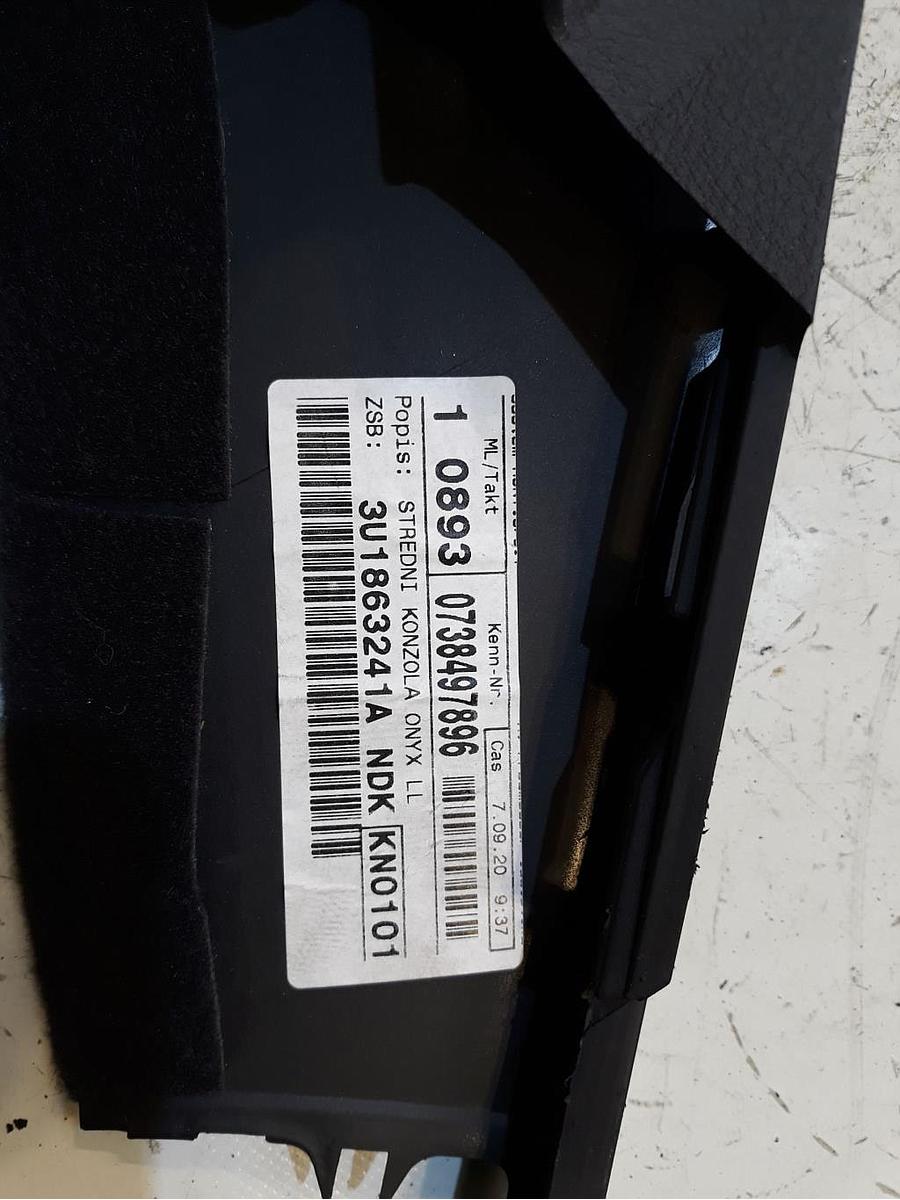 ML/Takt Kenn-Nr. Cas 7.09.20 9:37
1 0893 0738497896
Popis: STREDNI KONZOLA ONYX LL
ZSB: 3U1863241A NDK KN0101